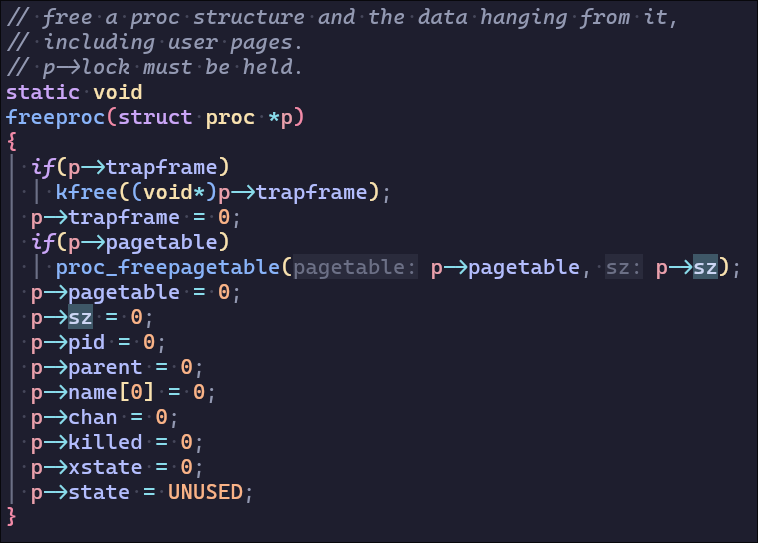 // free a proc structure and the data hanging from it,
// including user pages.
// p->lock must be held.
static void
freeproc(struct proc *p)
{
  if(p->trapframe)
    kfree((void*)p->trapframe);
  p->trapframe = 0;
  if(p->pagetable)
    proc_freepagetable(pagetable: p->pagetable, sz: p->sz);
  p->pagetable = 0;
  p->sz = 0;
  p->pid = 0;
  p->parent = 0;
  p->name[0] = 0;
  p->chan = 0;
  p->killed = 0;
  p->xstate = 0;
  p->state = UNUSED;
}